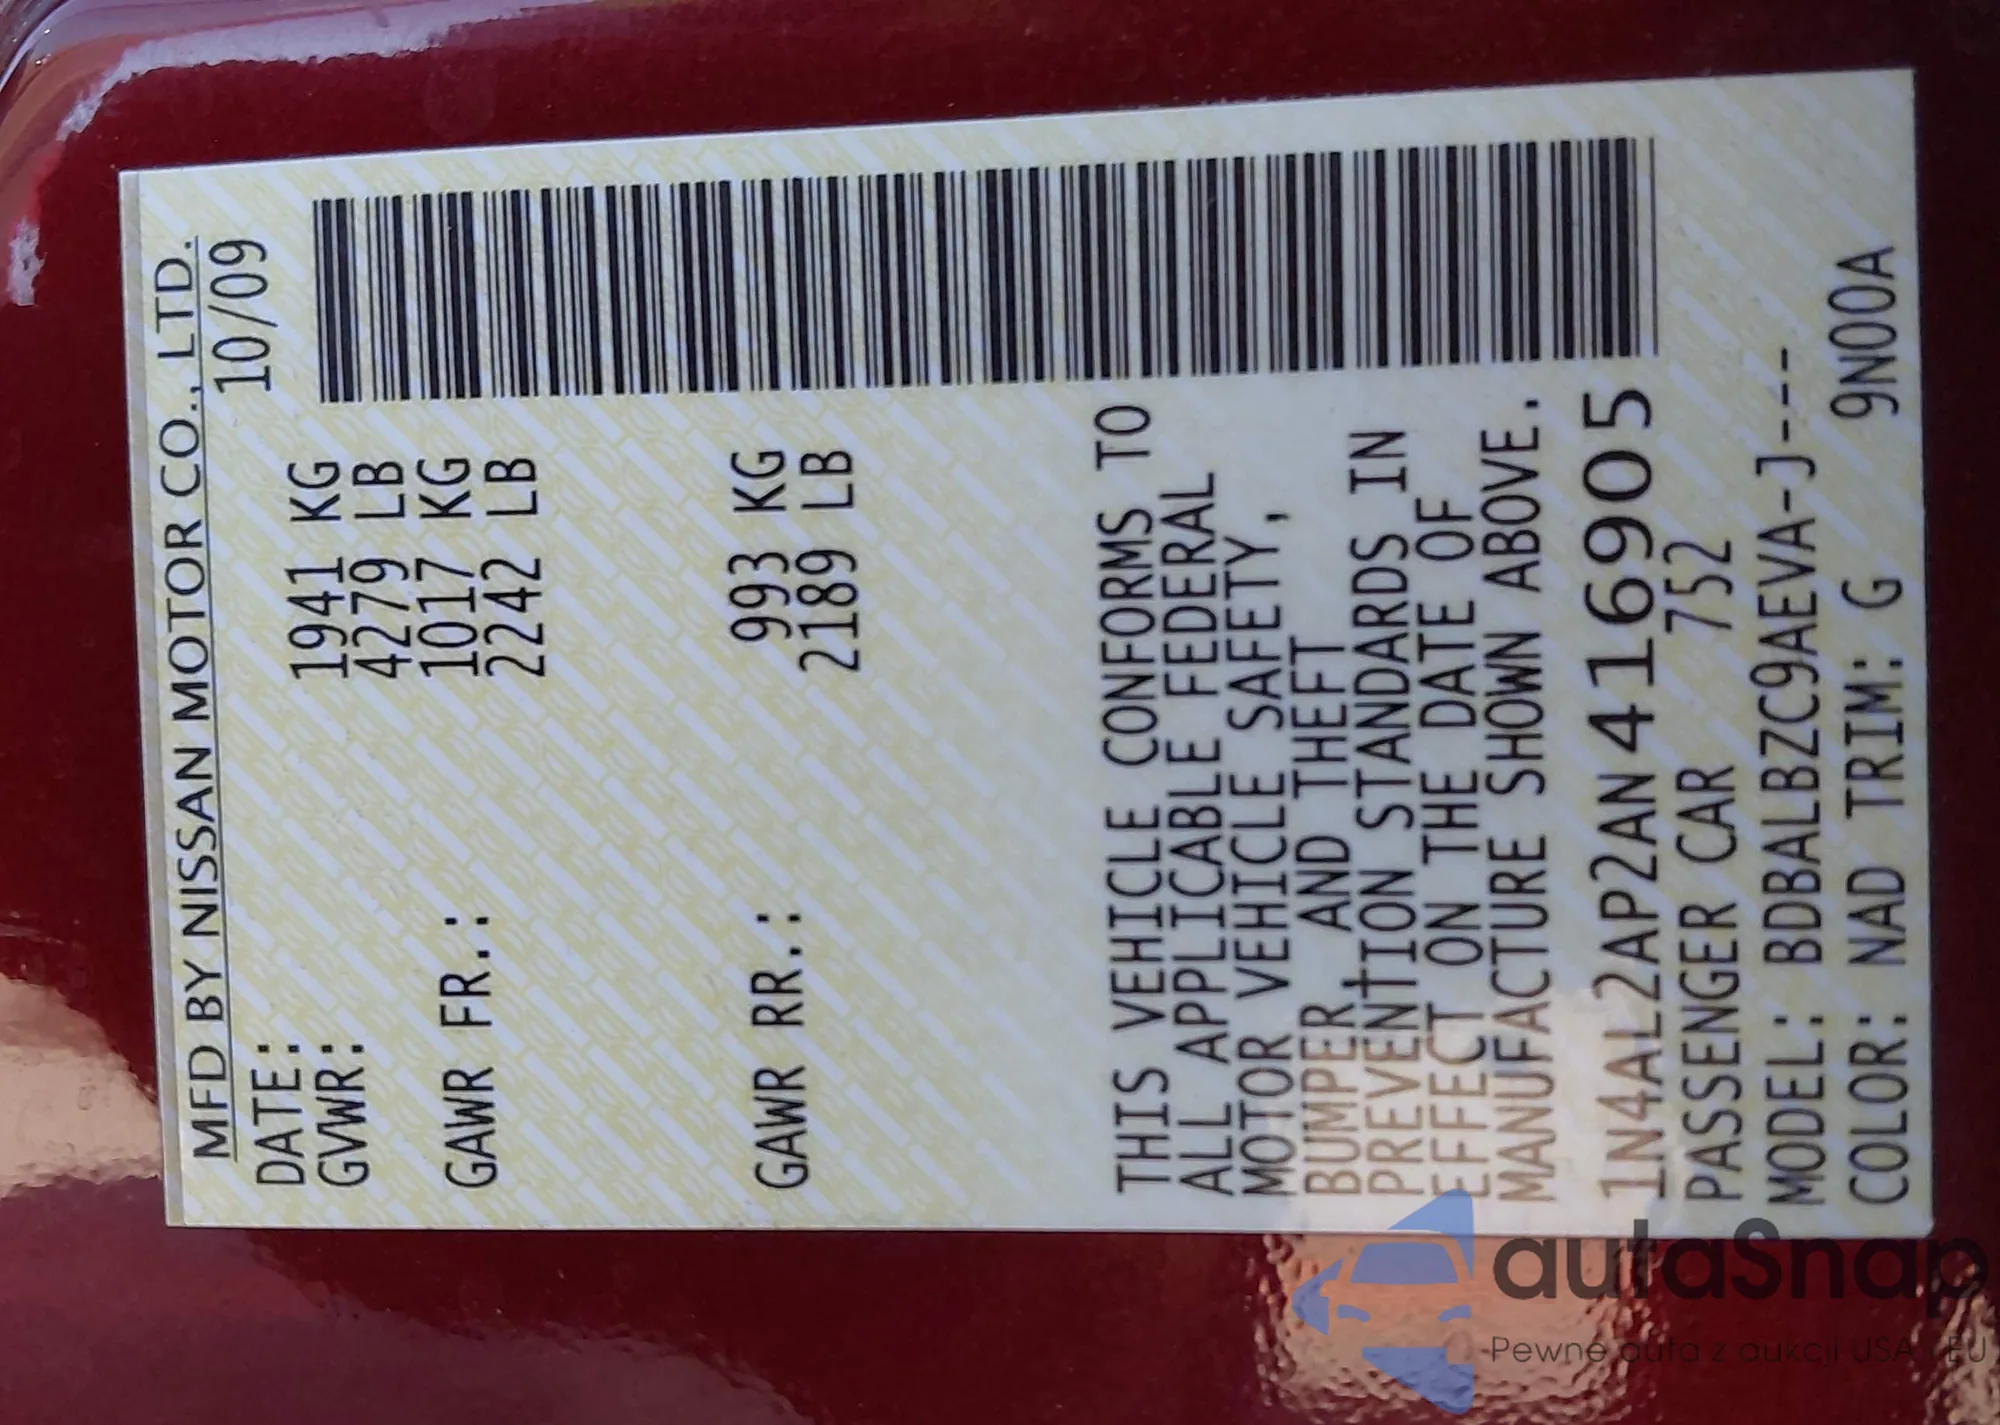 MFD BY NISSAN MOTOR CO., LTD.
DATE: 10/09
GVWR: 1941 KG
4279 LB
GAWR FR.: 1017 KG
2242 LB
GAWR RR.: 993 KG
2189 LB
THIS VEHICLE CONFORMS TO
ALL APPLICABLE FEDERAL
MOTOR VEHICLE SAFETY,
BUMPER AND THEFT
PREVENTION STANDARDS IN
EFFECT ON THE DATE OF
MANUFACTURE SHOWN ABOVE.
1N4AL2AP2AN416905
PASSENGER CAR 752
MODEL: BDBALBZC9AEVA-J---
COLOR: NAD TRIM: G 9N00A
autaSnap
Pewne auta z aukcji USA i EU